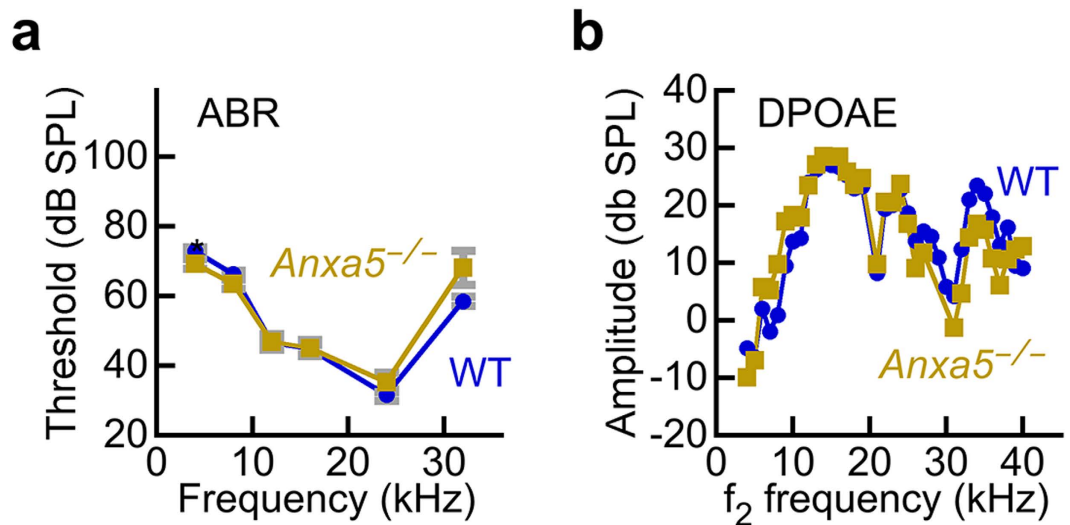 a
ABR
Threshold (dB SPL)
100
80
60
40
20
*
Anxa5−/−
WT
0
10
20
30
Frequency (kHz)
b
DPOAE
Amplitude (db SPL)
40
30
20
10
0
-10
-20
WT
Anxa5−/−
0
10
20
30
40
f2 frequency (kHz)